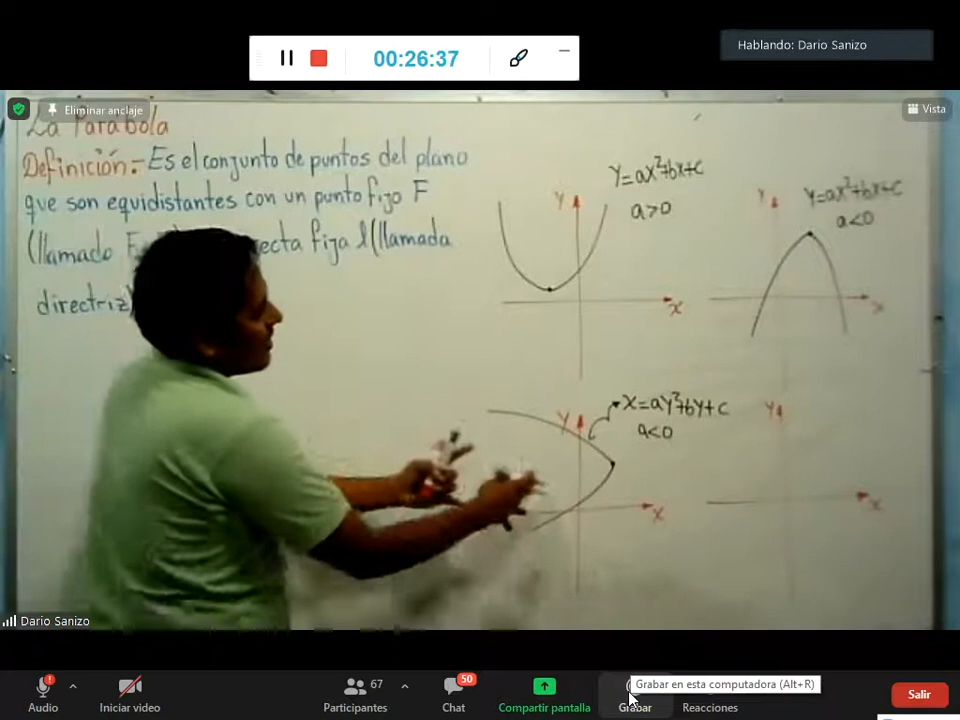 00:26:37
Hablando: Dario Sanizo
Eliminar anclaje
Vista
La Parábola
Definición:- Es el conjunto de puntos del plano
que son equidistantes con un punto fijo F
(llamado recta fija l (llamada
directriz)
Y
Y=ax²+bx+c
a>0
X
Y
Y=ax²+bx+c
a<0
X
Y
X=aY²+bY+c
a<0
X
Y
X
Dario Sanizo
Audio
Iniciar video
67
Participantes
50
Chat
Compartir pantalla
Grabar en esta computadora (Alt+R)
Grabar
Reacciones
Salir